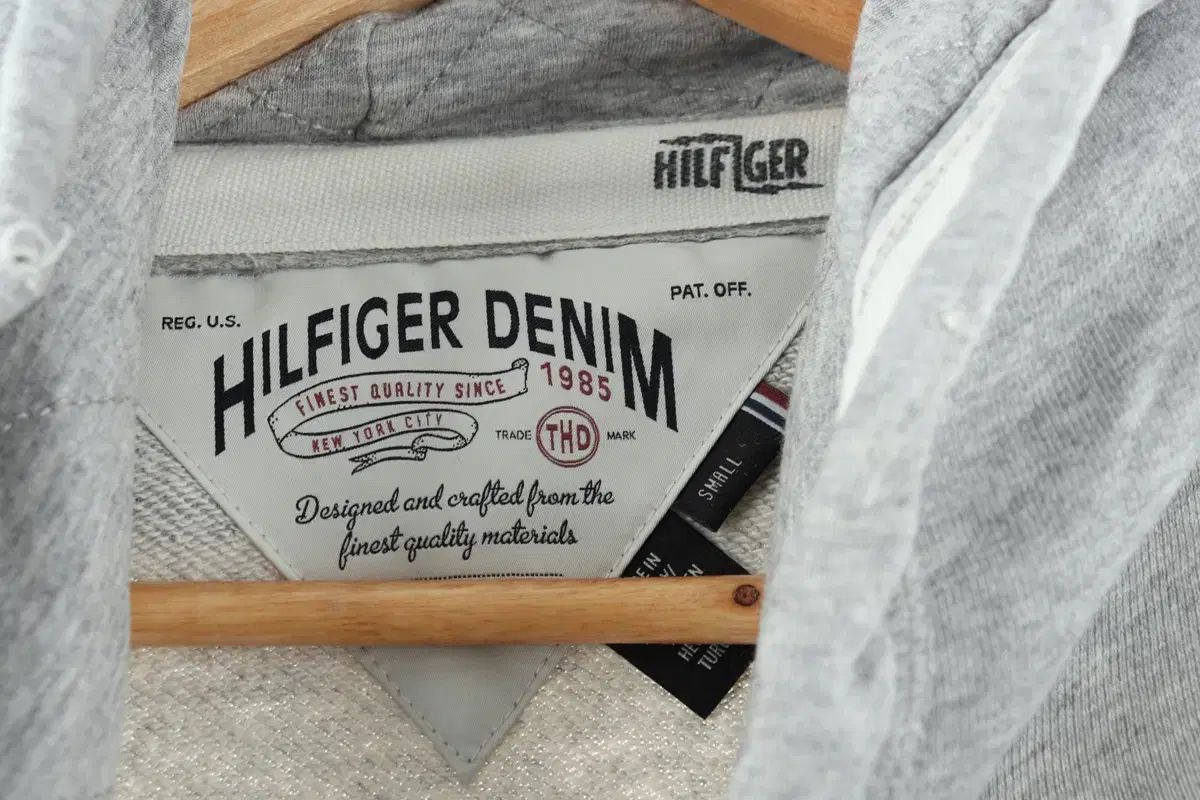 HILFIGER
REG. U.S.
PAT. OFF.
HILFIGER DENIM
FINEST QUALITY SINCE 1985
NEW YORK CITY
TRADE THD MARK
Designed and crafted from the
finest quality materials
SMALL